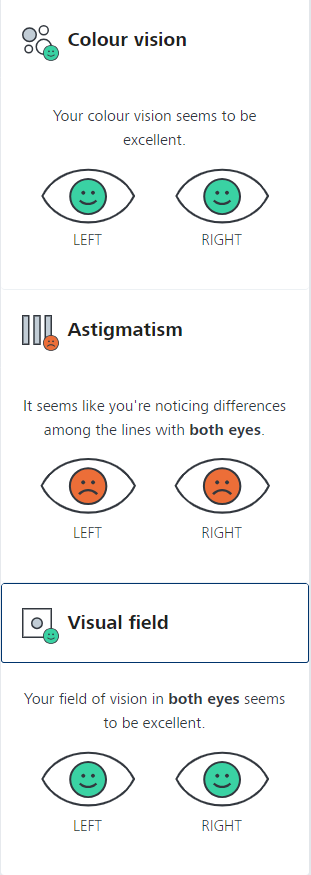 Colour vision
Your colour vision seems to be
excellent.
LEFT RIGHT
Astigmatism
It seems like you're noticing differences
among the lines with both eyes.
LEFT RIGHT
Visual field
Your field of vision in both eyes seems
to be excellent.
LEFT RIGHT